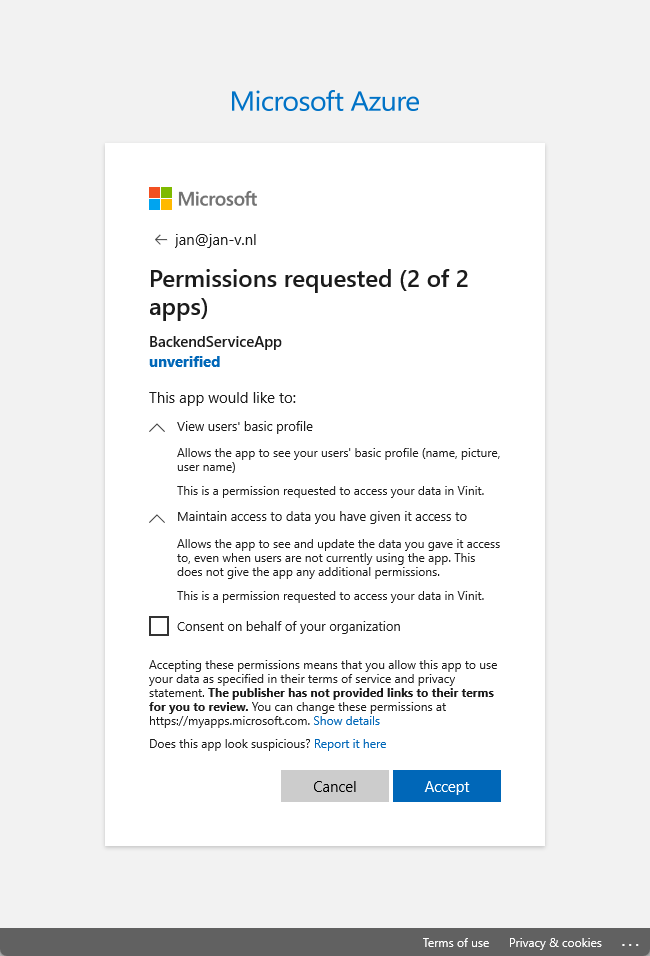 Microsoft Azure
Microsoft
jan@jan-v.nl
Permissions requested (2 of 2
apps)
BackendServiceApp
unverified
This app would like to:
View users' basic profile
Allows the app to see your users' basic profile (name, picture,
user name)
This is a permission requested to access your data in Vinit.
Maintain access to data you have given it access to
Allows the app to see and update the data you gave it access
to, even when users are not currently using the app. This
does not give the app any additional permissions.
This is a permission requested to access your data in Vinit.
Consent on behalf of your organization
Accepting these permissions means that you allow this app to use
your data as specified in their terms of service and privacy
statement. The publisher has not provided links to their terms
for you to review. You can change these permissions at
https://myapps.microsoft.com. Show details
Does this app look suspicious? Report it here
Cancel Accept
Terms of use Privacy & cookies ...